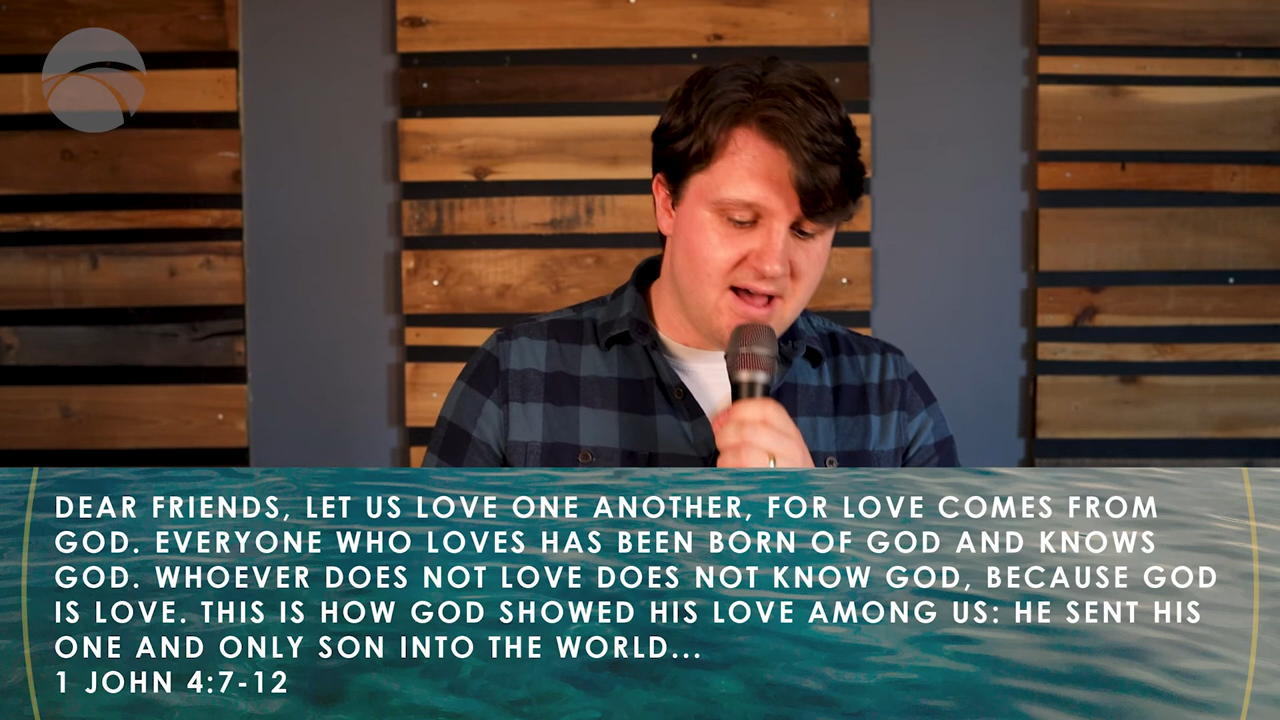 DEAR FRIENDS, LET US LOVE ONE ANOTHER, FOR LOVE COMES FROM
GOD. EVERYONE WHO LOVES HAS BEEN BORN OF GOD AND KNOWS
GOD. WHOEVER DOES NOT LOVE DOES NOT KNOW GOD, BECAUSE GOD
IS LOVE. THIS IS HOW GOD SHOWED HIS LOVE AMONG US: HE SENT HIS
ONE AND ONLY SON INTO THE WORLD...
1 JOHN 4:7-12